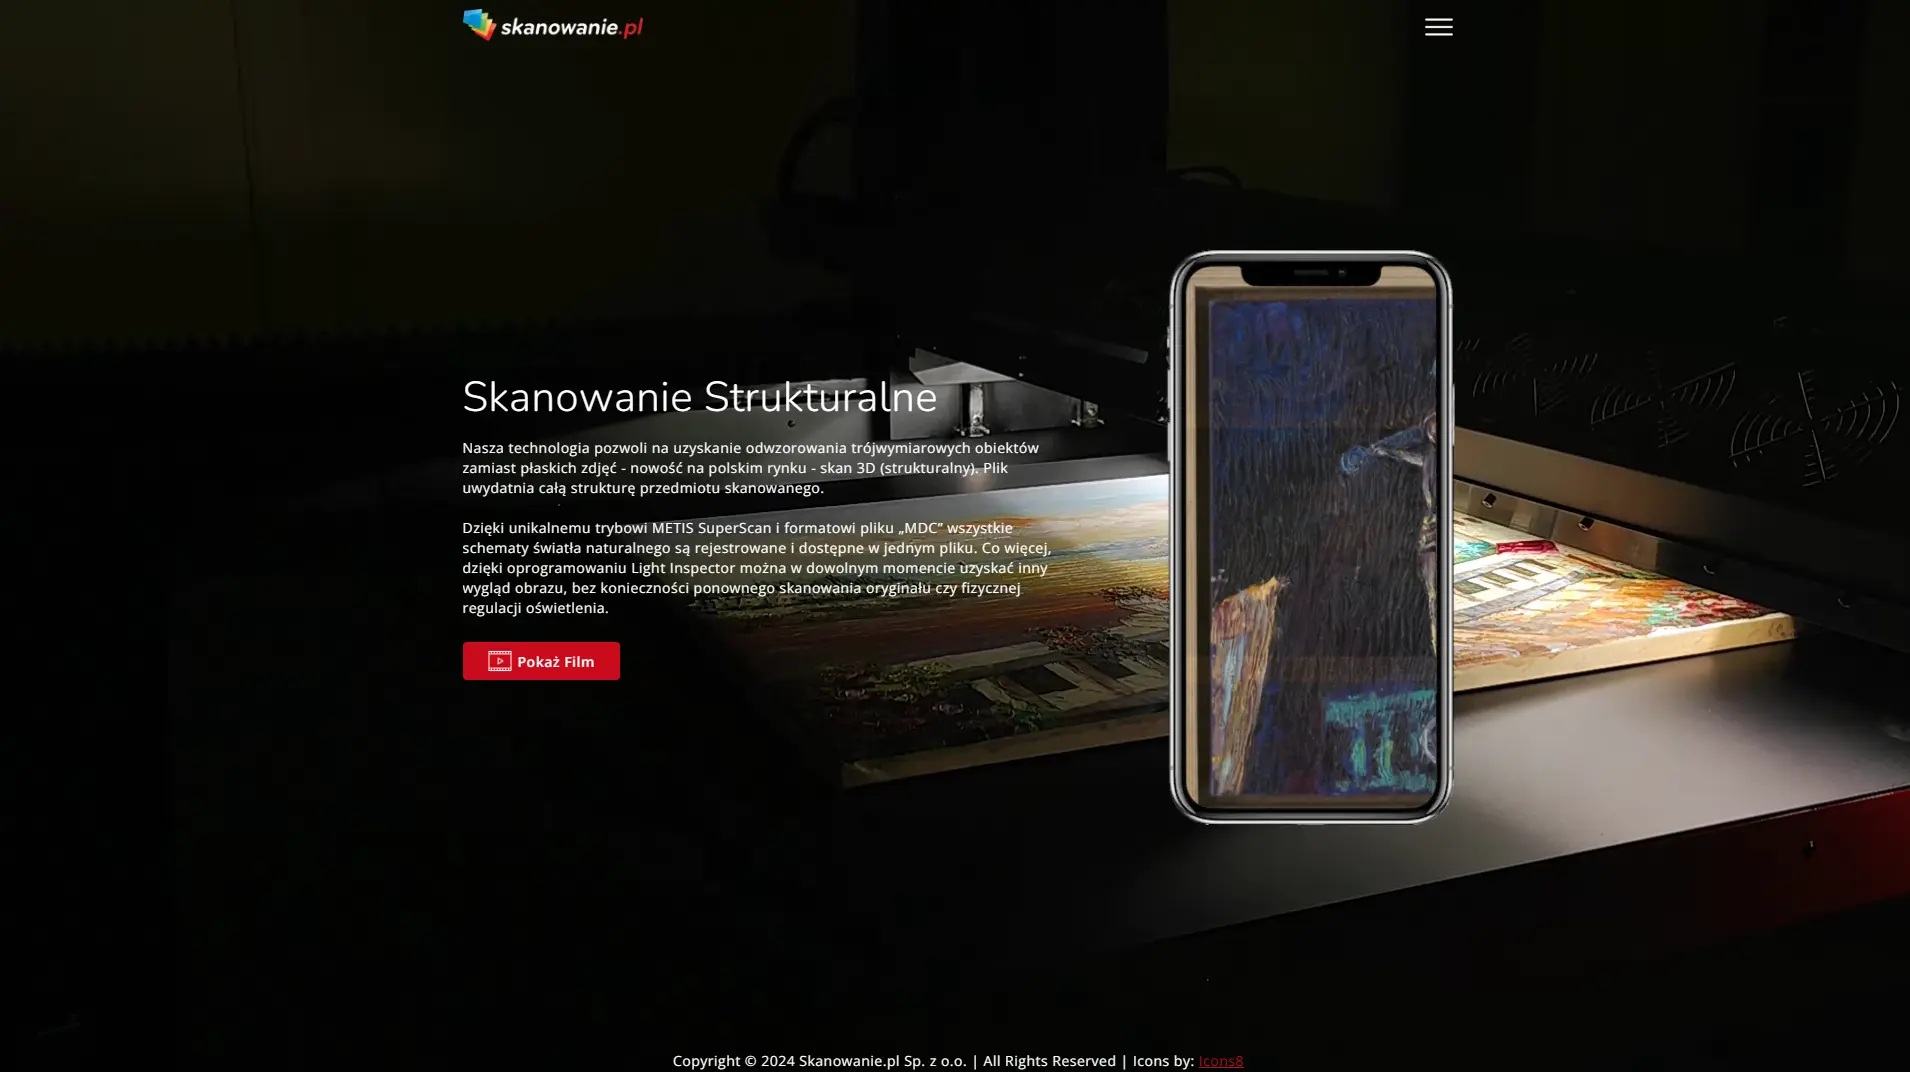 skanowanie.pl
Skanowanie Strukturalne
Nasza technologia pozwoli na uzyskanie odwzorowania trójwymiarowych obiektów
zamiast płaskich zdjęć - nowość na polskim rynku - skan 3D (strukturalny). Plik
uwydatnia całą strukturę przedmiotu skanowanego.
Dzięki unikalnemu trybowi METIS SuperScan i formatowi pliku „MDC” wszystkie
schematy światła naturalnego są rejestrowane i dostępne w jednym pliku. Co więcej,
dzięki oprogramowaniu Light Inspector można w dowolnym momencie uzyskać inny
wygląd obrazu, bez konieczności ponownego skanowania oryginału czy fizycznej
regulacji oświetlenia.
Pokaż Film
Copyright © 2024 Skanowanie.pl Sp. z o.o. | All Rights Reserved | Icons by: Icons8